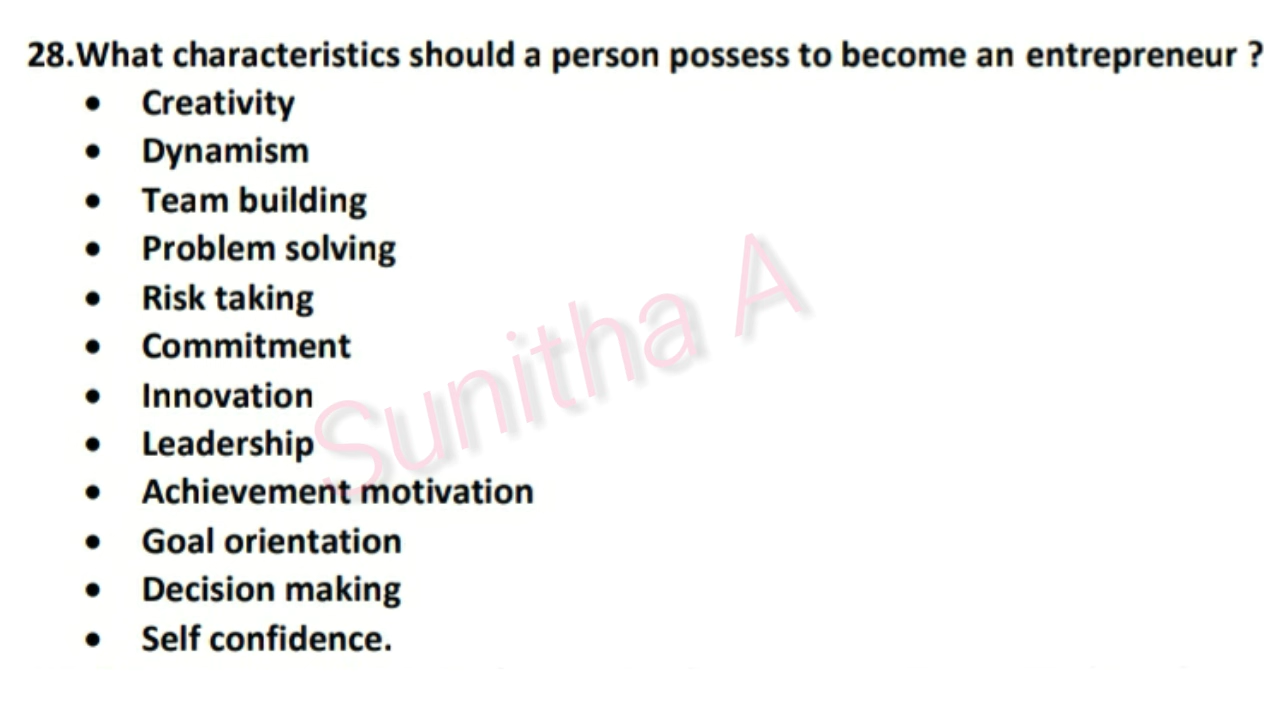 28.What characteristics should a person possess to become an entrepreneur ?
• Creativity
• Dynamism
• Team building
• Problem solving
• Risk taking
• Commitment
• Innovation
• Leadership
• Achievement motivation
• Goal orientation
• Decision making
• Self confidence.
Sunitha A